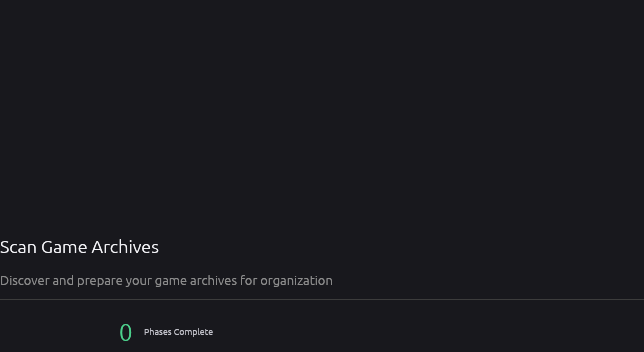 Scan Game Archives
Discover and prepare your game archives for organization
0 Phases Complete